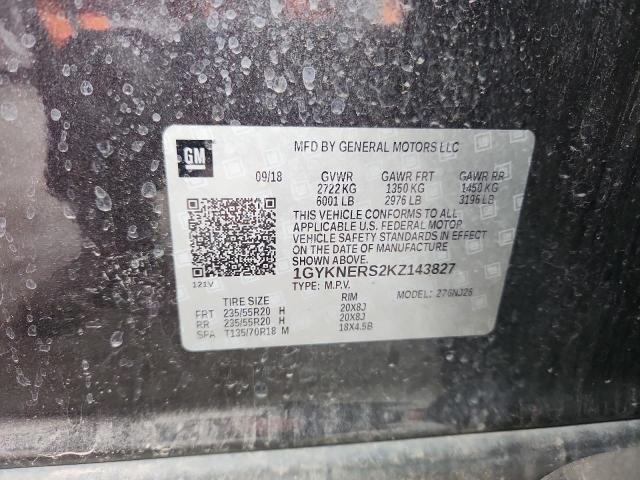 GM
MFD BY GENERAL MOTORS LLC
09/18 GVWR GAWR FRT GAWR RR
2722 KG 1350 KG 1450 KG
6001 LB 2976 LB 3196 LB
THIS VEHICLE CONFORMS TO ALL
APPLICABLE U.S. FEDERAL MOTOR
VEHICLE SAFETY STANDARDS IN EFFECT
ON THE DATE OF MANUFACTURE
SHOWN ABOVE.
1GYKNERS2KZ143827
121V
TYPE: M.P.V. MODEL: 276NJ26
TIRE SIZE RIM
FRT 235/55R20 H 20X8J
RR 235/55R20 H 20X8J
SPA T135/70R18 M 18X4.5B